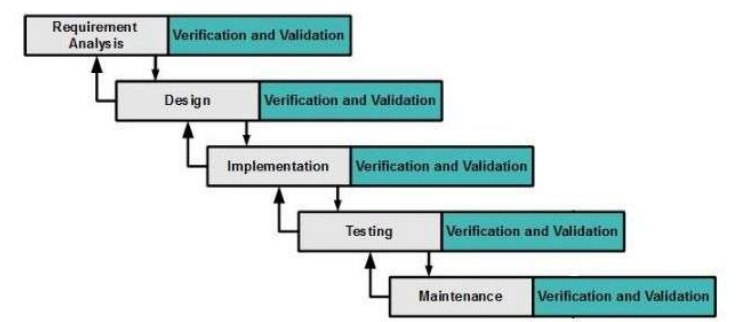 Requirement
Analysis
Verification and Validation
Design
Verification and Validation
Implementation
Verification and Validation
Testing
Verification and Validation
Maintenance
Verification and Validation